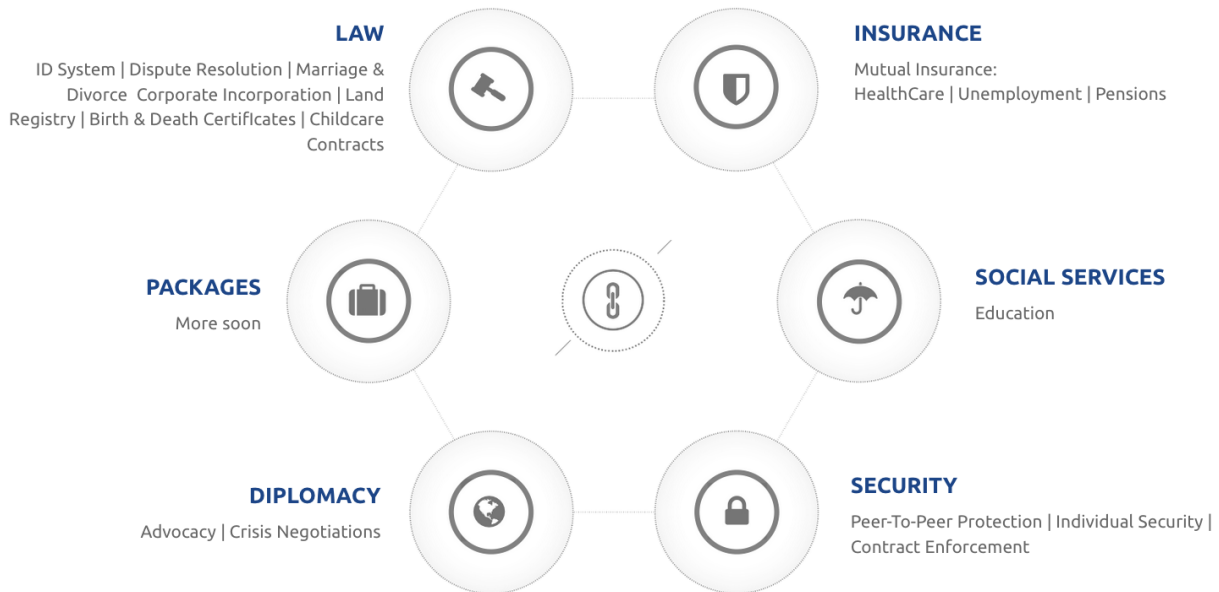 LAW
ID System | Dispute Resolution | Marriage &
Divorce  Corporate Incorporation | Land
Registry | Birth & Death Certificates | Childcare
Contracts
INSURANCE
Mutual Insurance:
HealthCare | Unemployment | Pensions
PACKAGES
More soon
SOCIAL SERVICES
Education
DIPLOMACY
Advocacy | Crisis Negotiations
SECURITY
Peer-To-Peer Protection | Individual Security |
Contract Enforcement